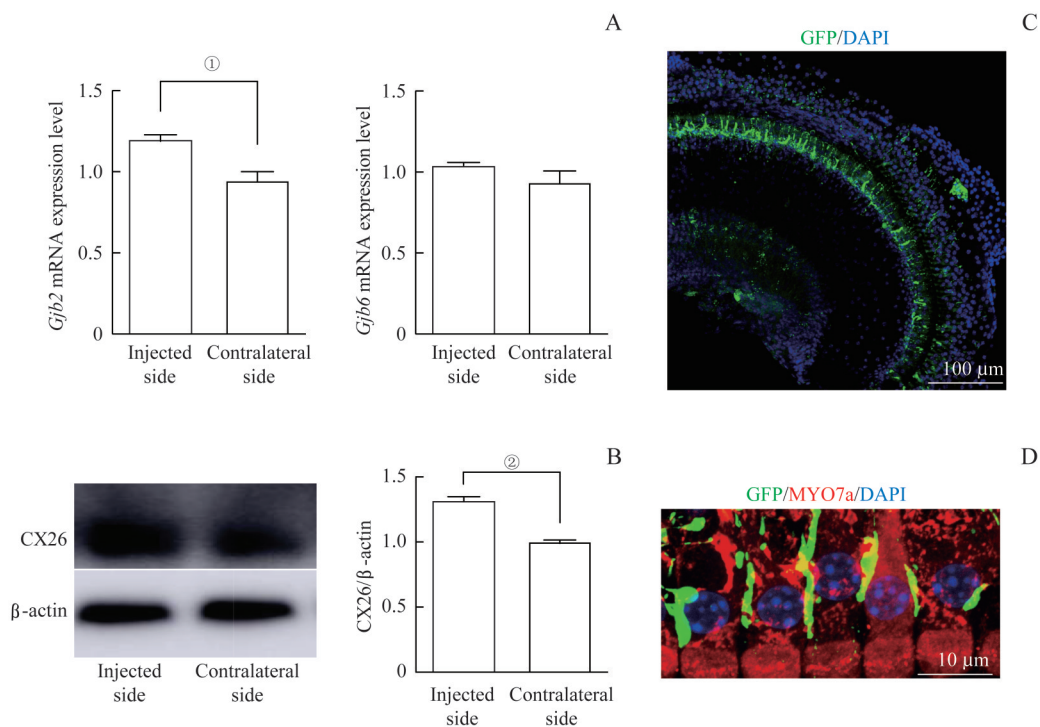 A
①
Gjb2 mRNA expression level
1.5
1.0
0.5
0
Injected side
Contralateral side
Gjb6 mRNA expression level
1.5
1.0
0.5
0
Injected side
Contralateral side
C
GFP/DAPI
100 μm
B
CX26
β-actin
Injected side
Contralateral side
②
CX26/β-actin
1.5
1.0
0.5
0
Injected side
Contralateral side
D
GFP/MYO7a/DAPI
10 μm